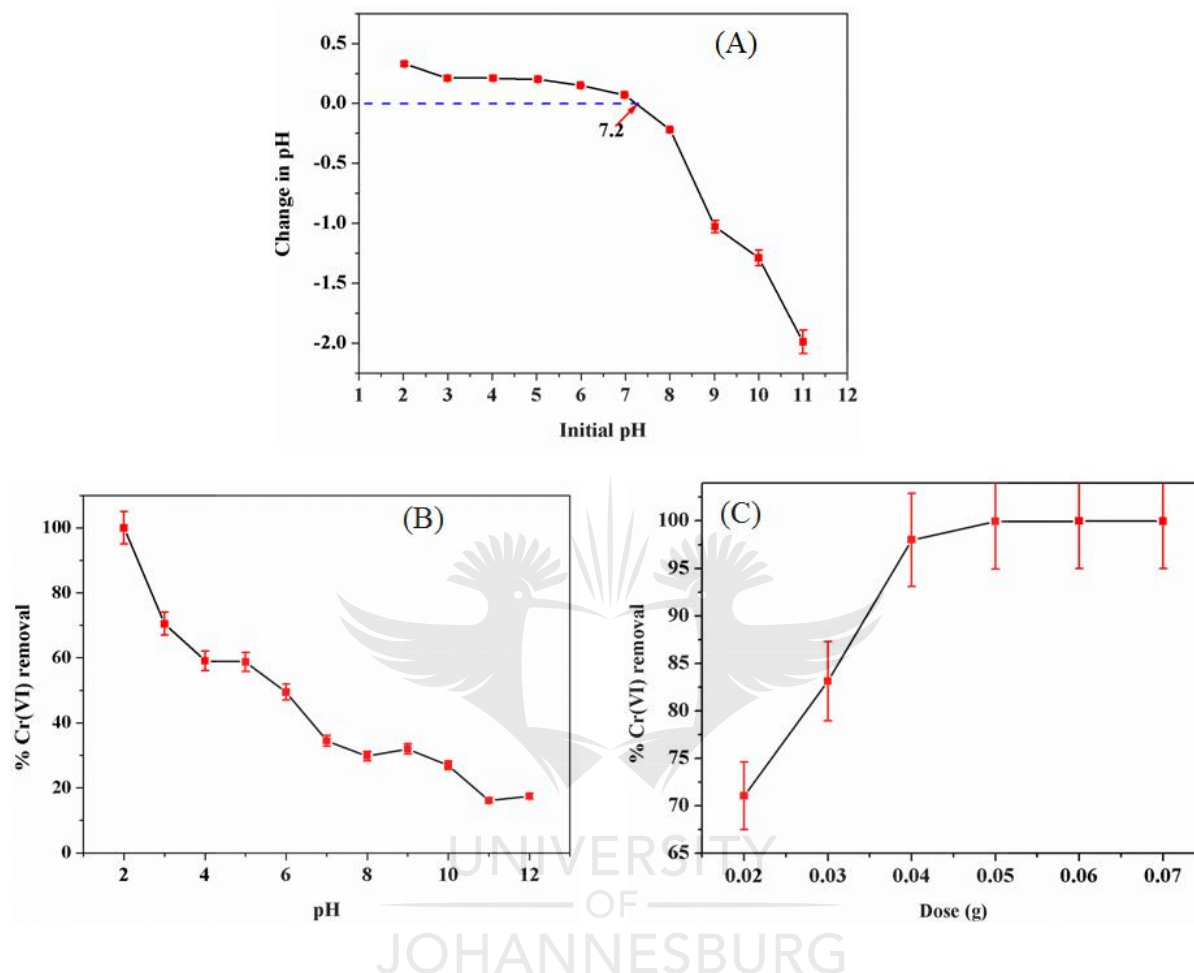 (A)
0.5
0.0
-0.5
-1.0
-1.5
-2.0
Change in pH
7.2
1 2 3 4 5 6 7 8 9 10 11 12
Initial pH
(B)
100
80
60
40
20
0
% Cr(VI) removal
2 4 6 8 10 12
pH
(C)
100
95
90
85
80
75
70
65
% Cr(VI) removal
0.02 0.03 0.04 0.05 0.06 0.07
Dose (g)
UNIVERSITY
OF
JOHANNESBURG